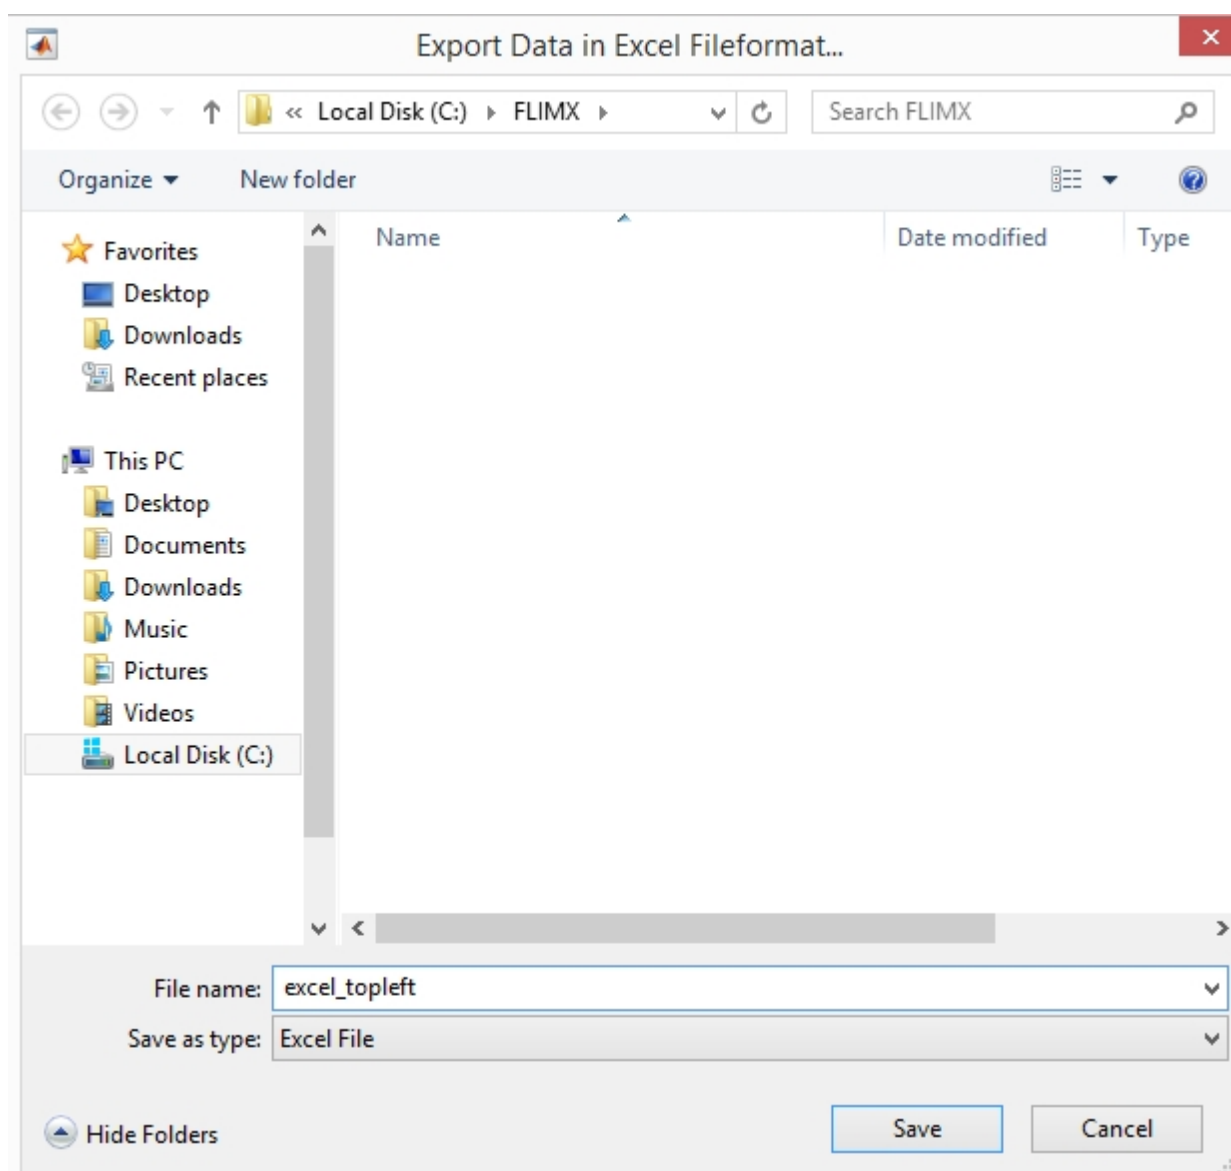 Export Data in Excel Fileformat...
« Local Disk (C:) FLIMX Search FLIMX
Organize New folder
Name Date modified Type
Favorites
Desktop
Downloads
Recent places
This PC
Desktop
Documents
Downloads
Music
Pictures
Videos
Local Disk (C:)
File name: excel_topleft
Save as type: Excel File
Hide Folders Save Cancel